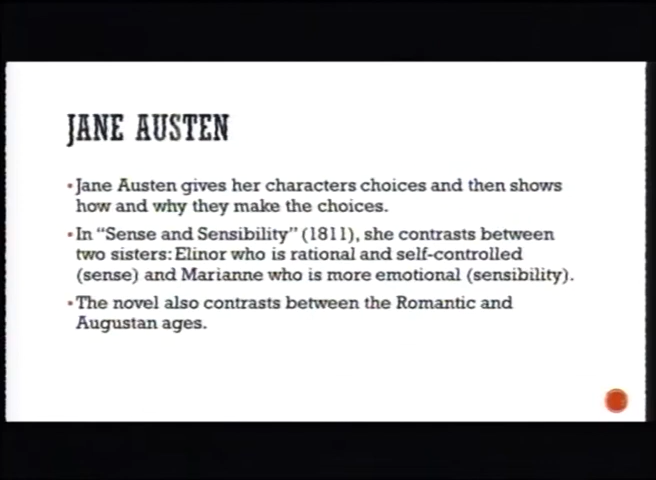 JANE AUSTEN
Jane Austen gives her characters choices and then shows
how and why they make the choices.
In “Sense and Sensibility” (1811), she contrasts between
two sisters: Elinor who is rational and self-controlled
(sense) and Marianne who is more emotional (sensibility).
The novel also contrasts between the Romantic and
Augustan ages.